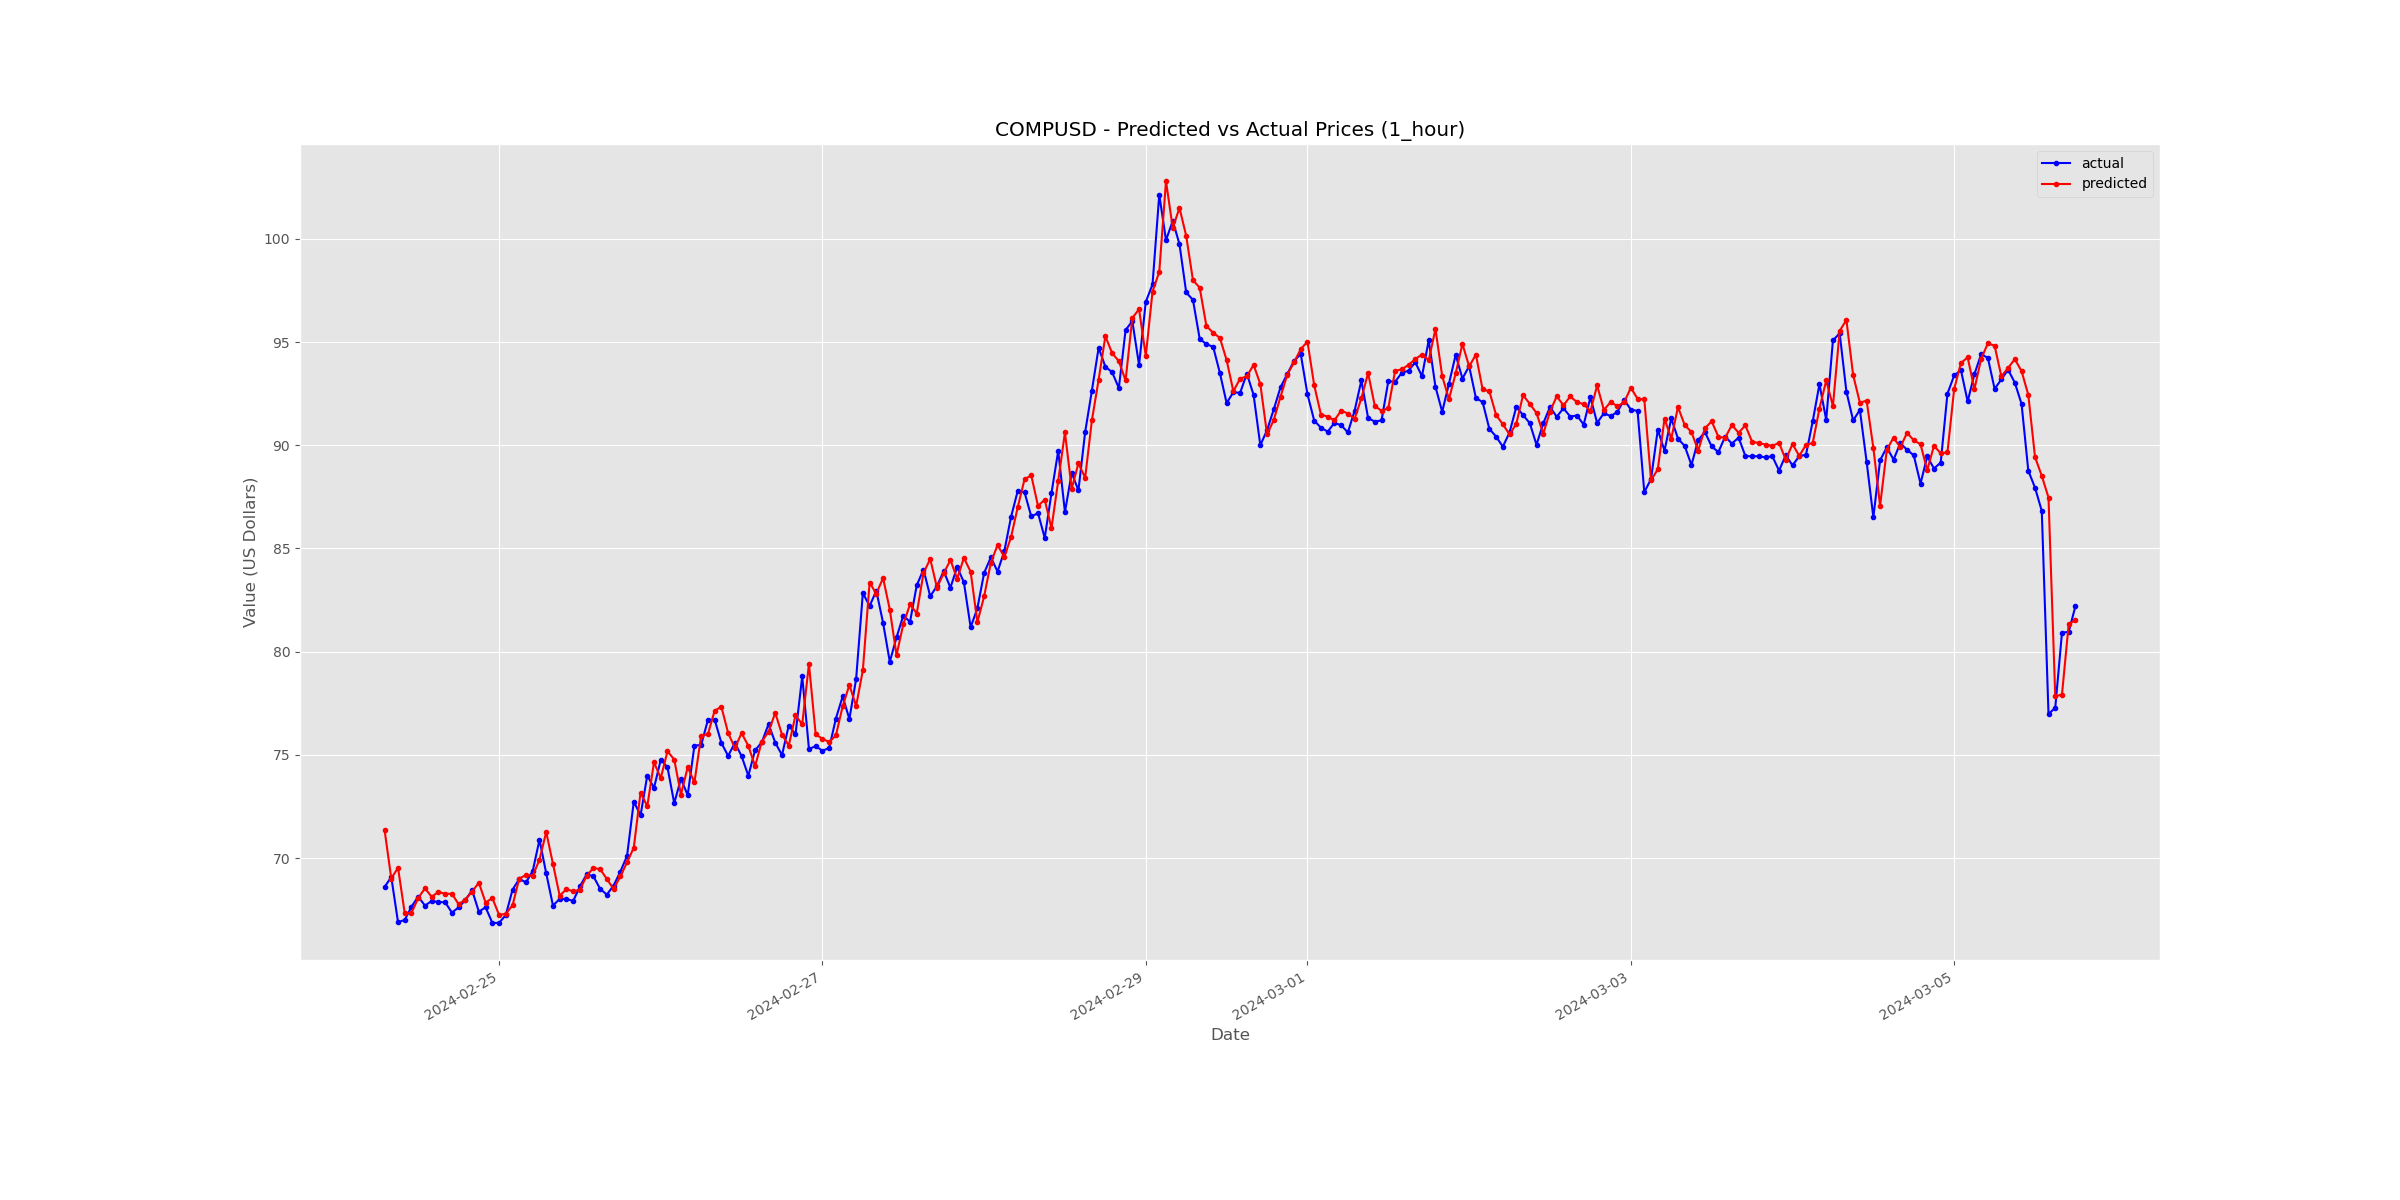 COMPUSD - Predicted vs Actual Prices (1_hour)
actual
predicted
100
95
90
85
80
75
70
Value (US Dollars)
2024-02-25
2024-02-27
2024-02-29
2024-03-01
2024-03-03
2024-03-05
Date